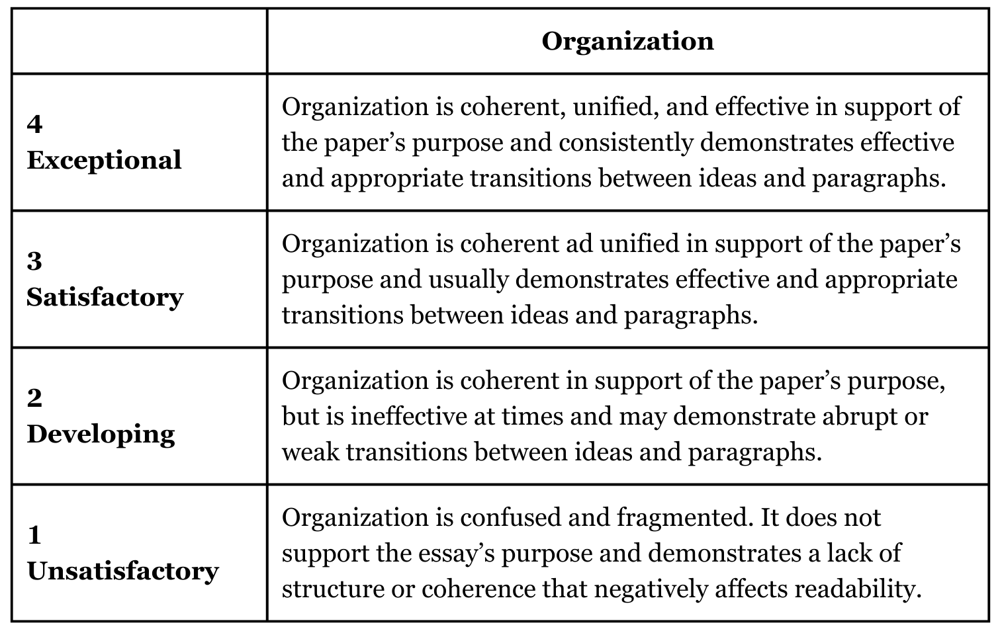 Organization
4
Exceptional
Organization is coherent, unified, and effective in support of
the paper’s purpose and consistently demonstrates effective
and appropriate transitions between ideas and paragraphs.
3
Satisfactory
Organization is coherent ad unified in support of the paper’s
purpose and usually demonstrates effective and appropriate
transitions between ideas and paragraphs.
2
Developing
Organization is coherent in support of the paper’s purpose,
but is ineffective at times and may demonstrate abrupt or
weak transitions between ideas and paragraphs.
1
Unsatisfactory
Organization is confused and fragmented. It does not
support the essay’s purpose and demonstrates a lack of
structure or coherence that negatively affects readability.